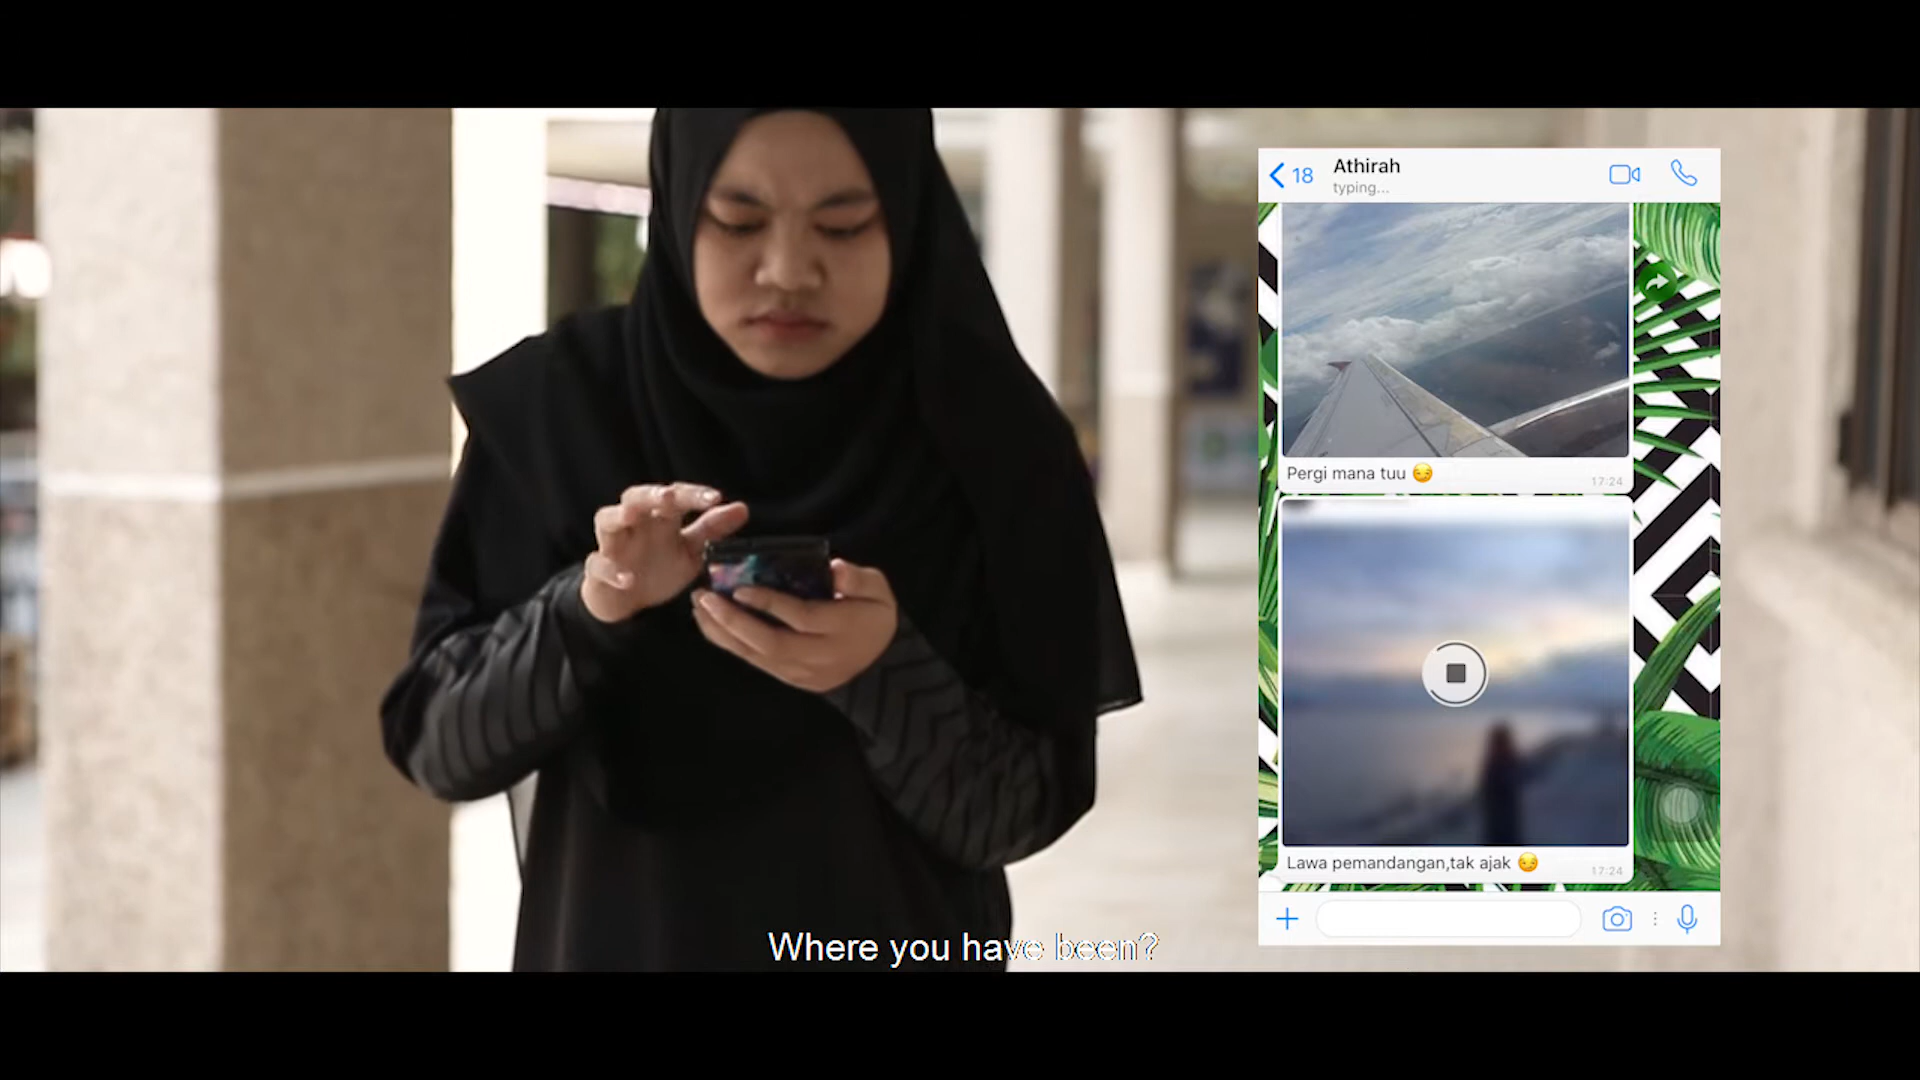 18
Athirah
typing...
Pergi mana tuu 😏
17:24
Lawa pemandangan,tak ajak 😏
17:24
Where you have been?